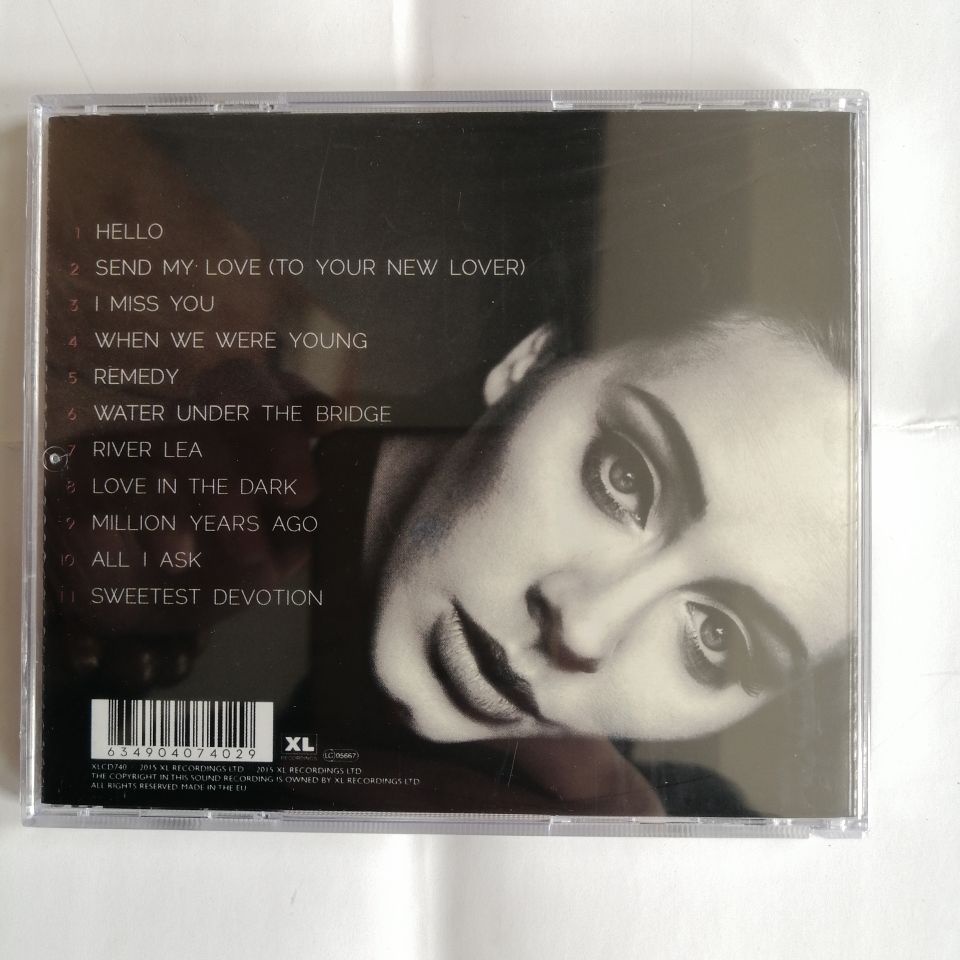 1 HELLO
2 SEND MY LOVE (TO YOUR NEW LOVER)
3 I MISS YOU
4 WHEN WE WERE YOUNG
5 REMEDY
6 WATER UNDER THE BRIDGE
7 RIVER LEA
8 LOVE IN THE DARK
9 MILLION YEARS AGO
10 ALL I ASK
11 SWEETEST DEVOTION
634904074029
XL
RECORDINGS
LC 05667
XLCD740 2015 XL RECORDINGS LTD 2015 XL RECORDINGS LTD
THE COPYRIGHT IN THIS SOUND RECORDING IS OWNED BY XL RECORDINGS LTD
ALL RIGHTS RESERVED MADE IN THE EU